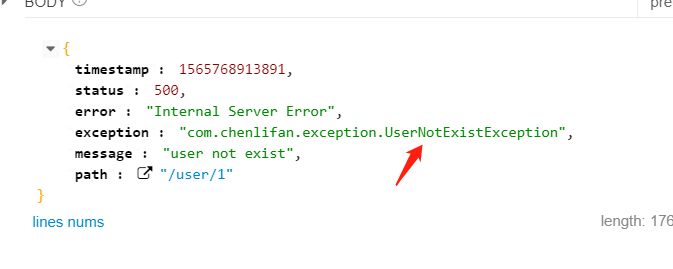 BODY
pre
{
timestamp : 1565768913891,
status : 500,
error : "Internal Server Error",
exception : "com.chenlifan.exception.UserNotExistException",
message : "user not exist",
path : "/user/1"
}
lines nums
length: 176